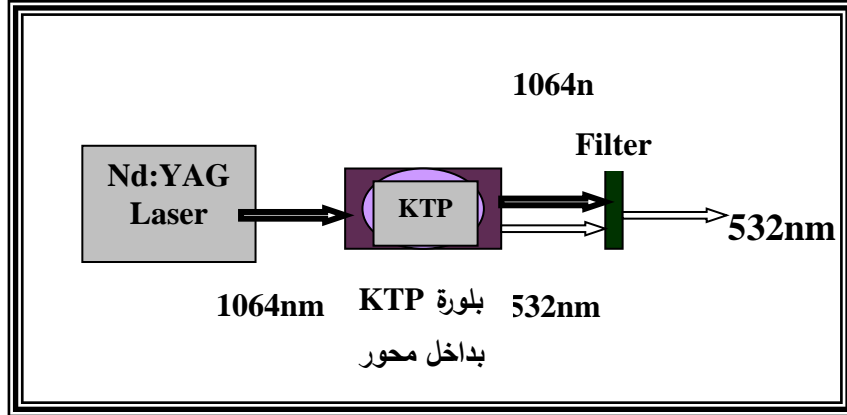 1064n
Filter
Nd:YAG
Laser
KTP
532nm
1064nm
بلورة KTP
532nm
بداخل محور